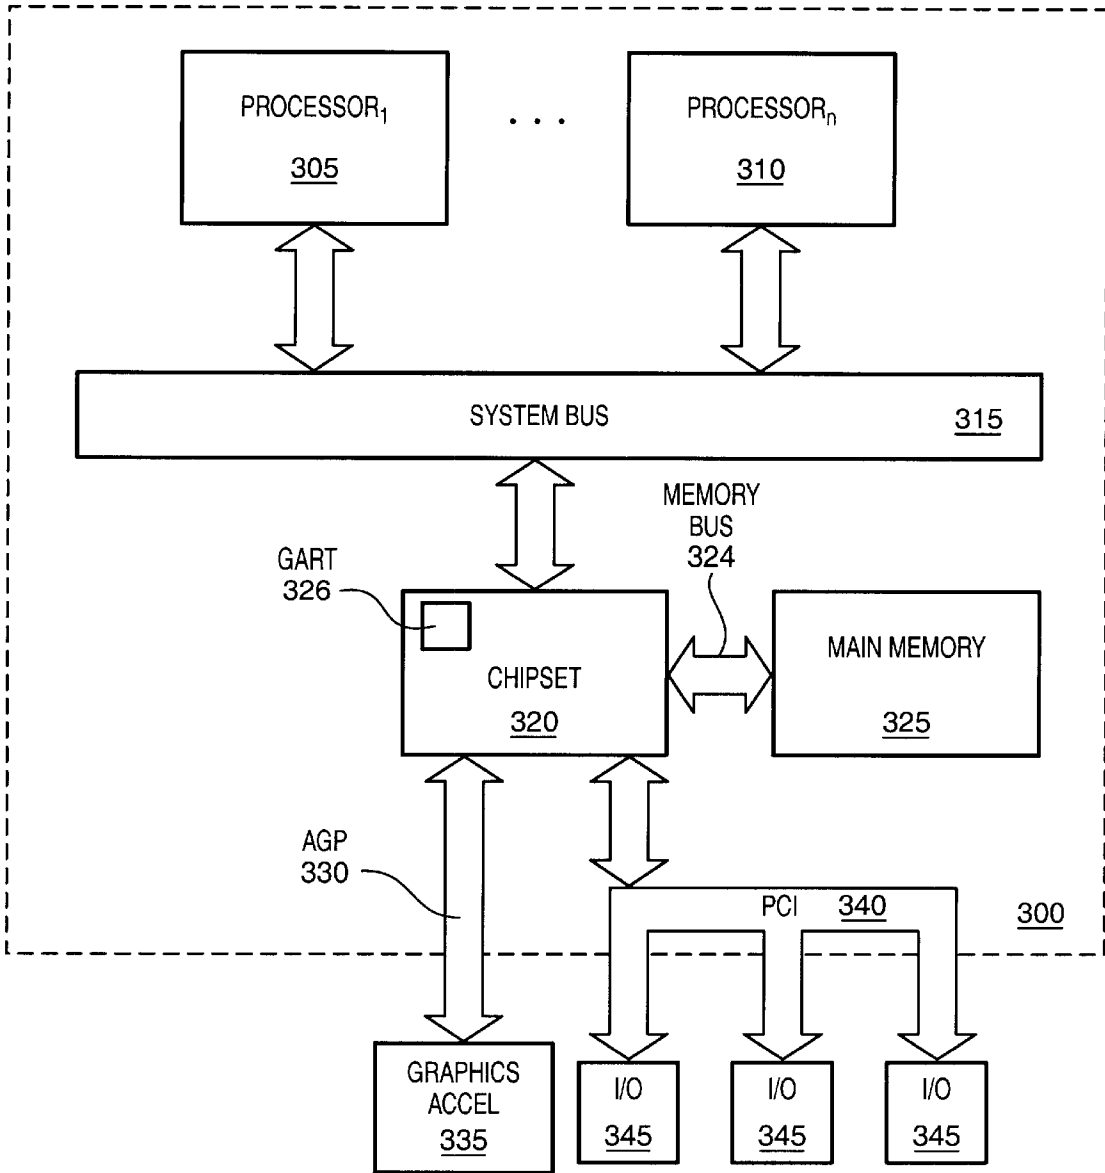 PROCESSOR1
305
. . .
PROCESSORn
310
SYSTEM BUS
315
MEMORY
BUS
324
GART
326
CHIPSET
320
MAIN MEMORY
325
AGP
330
PCI
340
300
GRAPHICS
ACCEL
335
I/O
345
I/O
345
I/O
345